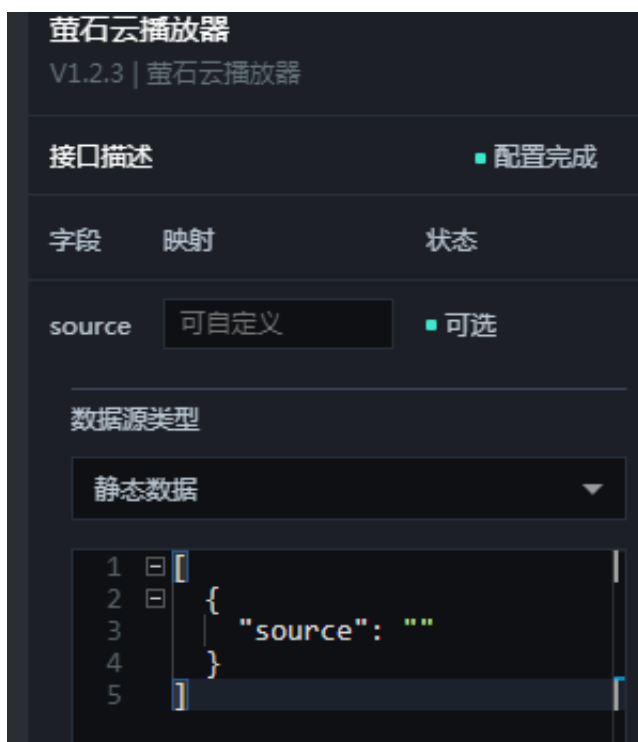 萤石云播放器
V1.2.3 | 萤石云播放器
接口描述 配置完成
字段 映射 状态
source 可自定义 可选
数据源类型
静态数据
1 [
2 {
3 "source": ""
4 }
5 ]